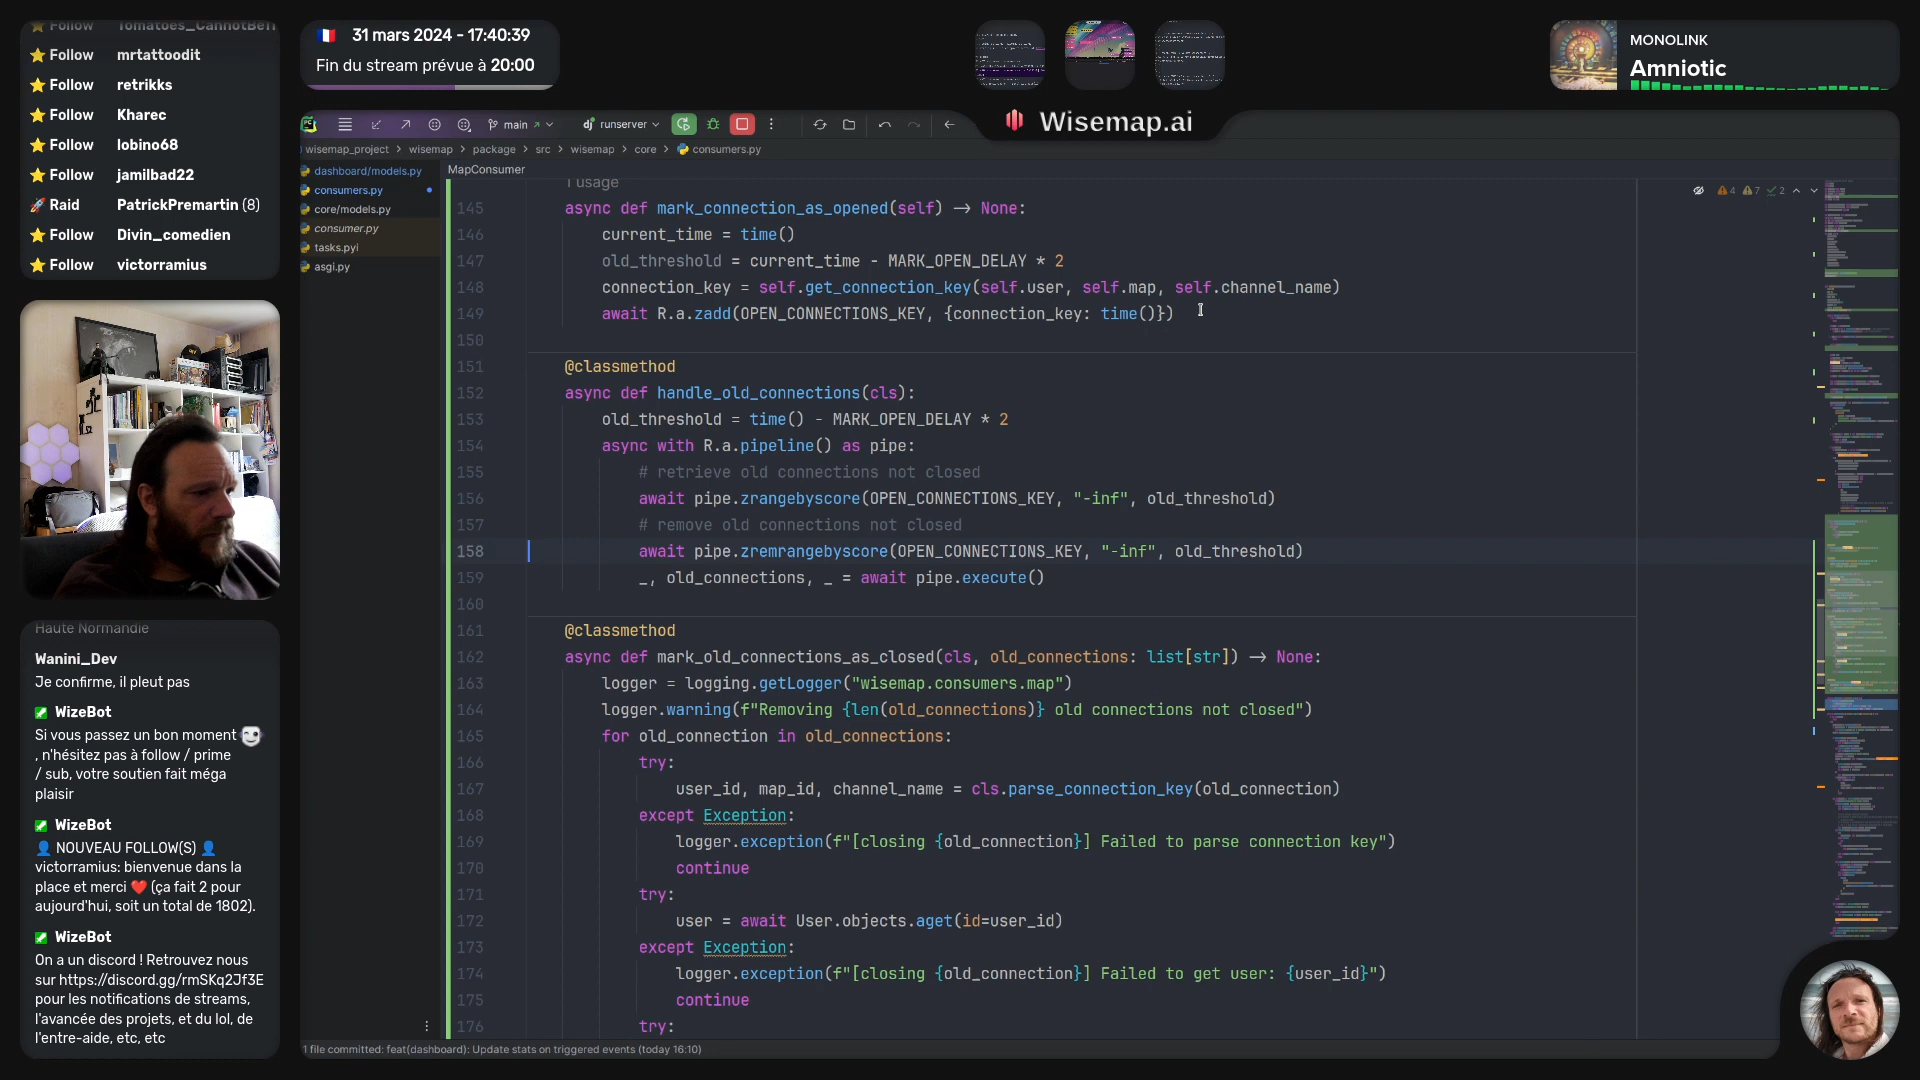 Follow Tomatoes_CannotBeTr
Follow mrtattoodit
Follow retrikks
Follow Kharec
Follow lobino68
Follow jamilbad22
Raid PatrickPremartin (8)
Follow Divin_comedien
Follow victorramius
31 mars 2024 - 17:40:39
Fin du stream prévue à 20:00
MONOLINK
Amniotic
main
dj runserver
Wisemap.ai
wisemap_project > wisemap > package > src > wisemap > core > consumers.py
dashboard/models.py
consumers.py
core/models.py
consumer.py
tasks.pyi
asgi.py
MapConsumer
4 7 2
1 usage
145 async def mark_connection_as_opened(self) -> None:
146 current_time = time()
147 old_threshold = current_time - MARK_OPEN_DELAY * 2
148 connection_key = self.get_connection_key(self.user, self.map, self.channel_name)
149 await R.a.zadd(OPEN_CONNECTIONS_KEY, {connection_key: time()})
150
151 @classmethod
152 async def handle_old_connections(cls):
153 old_threshold = time() - MARK_OPEN_DELAY * 2
154 async with R.a.pipeline() as pipe:
155 # retrieve old connections not closed
156 await pipe.zrangebyscore(OPEN_CONNECTIONS_KEY, "-inf", old_threshold)
157 # remove old connections not closed
158 await pipe.zremrangebyscore(OPEN_CONNECTIONS_KEY, "-inf", old_threshold)
159 _, old_connections, _ = await pipe.execute()
160
161 @classmethod
162 async def mark_old_connections_as_closed(cls, old_connections: list[str]) -> None:
163 logger = logging.getLogger("wisemap.consumers.map")
164 logger.warning(f"Removing {len(old_connections)} old connections not closed")
165 for old_connection in old_connections:
166 try:
167 user_id, map_id, channel_name = cls.parse_connection_key(old_connection)
168 except Exception:
169 logger.exception(f"[closing {old_connection}] Failed to parse connection key")
170 continue
171 try:
172 user = await User.objects.aget(id=user_id)
173 except Exception:
174 logger.exception(f"[closing {old_connection}] Failed to get user: {user_id}")
175 continue
176 try:
1 file committed: feat(dashboard): Update stats on triggered events (today 16:10)
Haute Normandie
Wanini_Dev
Je confirme, il pleut pas
WizeBot
Si vous passez un bon moment
, n'hésitez pas à follow / prime
/ sub, votre soutien fait méga
plaisir
WizeBot
NOUVEAU FOLLOW(S)
victorramius: bienvenue dans la
place et merci ❤️ (ça fait 2 pour
aujourd'hui, soit un total de 1802).
WizeBot
On a un discord ! Retrouvez nous
sur https://discord.gg/rmSKq2Jf3E
pour les notifications de streams,
l'avancée des projets, et du lol, de
l'entre-aide, etc, etc